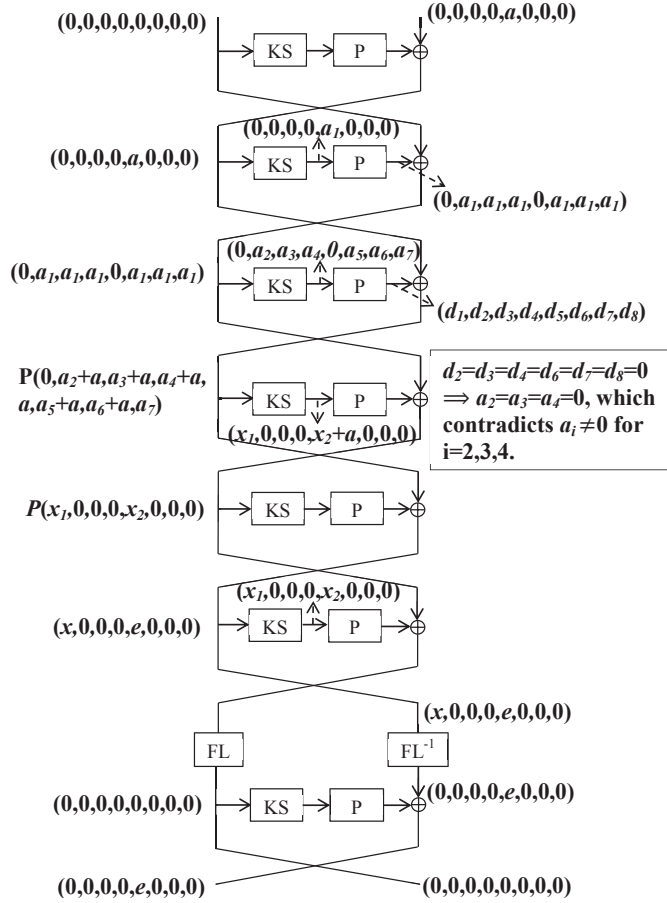 (0,0,0,0,0,0,0,0)
(0,0,0,0,a,0,0,0)
KS
P
(0,0,0,0,a1,0,0,0)
(0,0,0,0,a,0,0,0)
KS
P
(0,a1,a1,a1,0,a1,a1,a1)
(0,a2,a3,a4,0,a5,a6,a7)
(0,a1,a1,a1,0,a1,a1,a1)
KS
P
(d1,d2,d3,d4,d5,d6,d7,d8)
P(0,a2+a,a3+a,a4+a,
a,a5+a,a6+a,a7)
KS
P
(x1,0,0,0,x2+a,0,0,0)
d2=d3=d4=d6=d7=d8=0
⟹ a2=a3=a4=0, which
contradicts ai≠0 for
i=2,3,4.
P(x1,0,0,0,x2,0,0,0)
KS
P
(x1,0,0,0,x2,0,0,0)
(x,0,0,0,e,0,0,0)
KS
P
(x,0,0,0,e,0,0,0)
FL
FL-1
(0,0,0,0,0,0,0,0)
KS
P
(0,0,0,0,e,0,0,0)
(0,0,0,0,e,0,0,0)
(0,0,0,0,0,0,0,0)